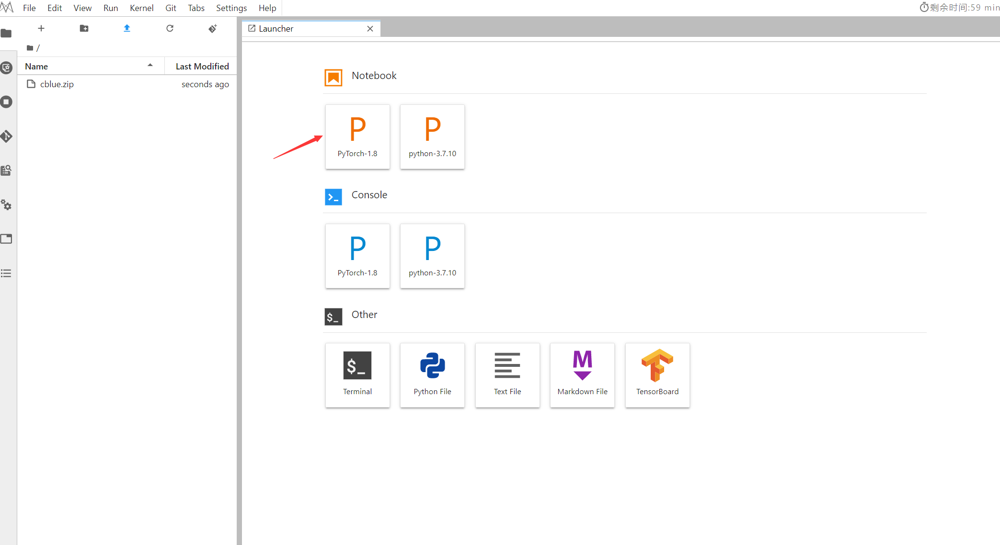 File Edit View Run Kernel Git Tabs Settings Help
剩余时间:59 min
/
Name Last Modified
cblue.zip seconds ago
Launcher
Notebook
P P
PyTorch-1.8 python-3.7.10
>_ Console
P P
PyTorch-1.8 python-3.7.10
$_ Other
$_ M
Terminal Python File Text File Markdown File TensorBoard